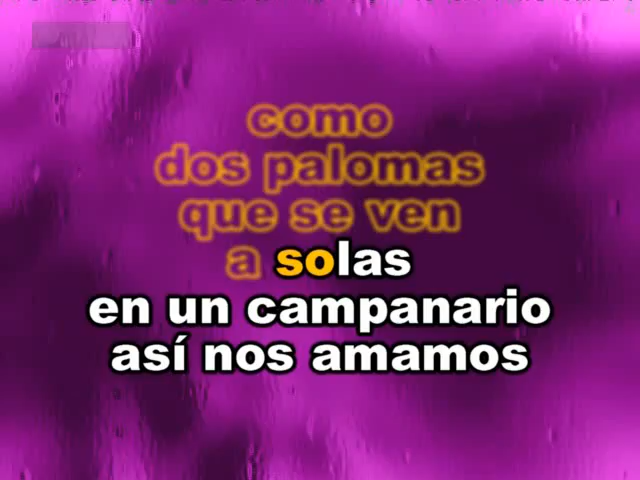 como
dos palomas
que se ven
a solas
en un campanario
así nos amamos